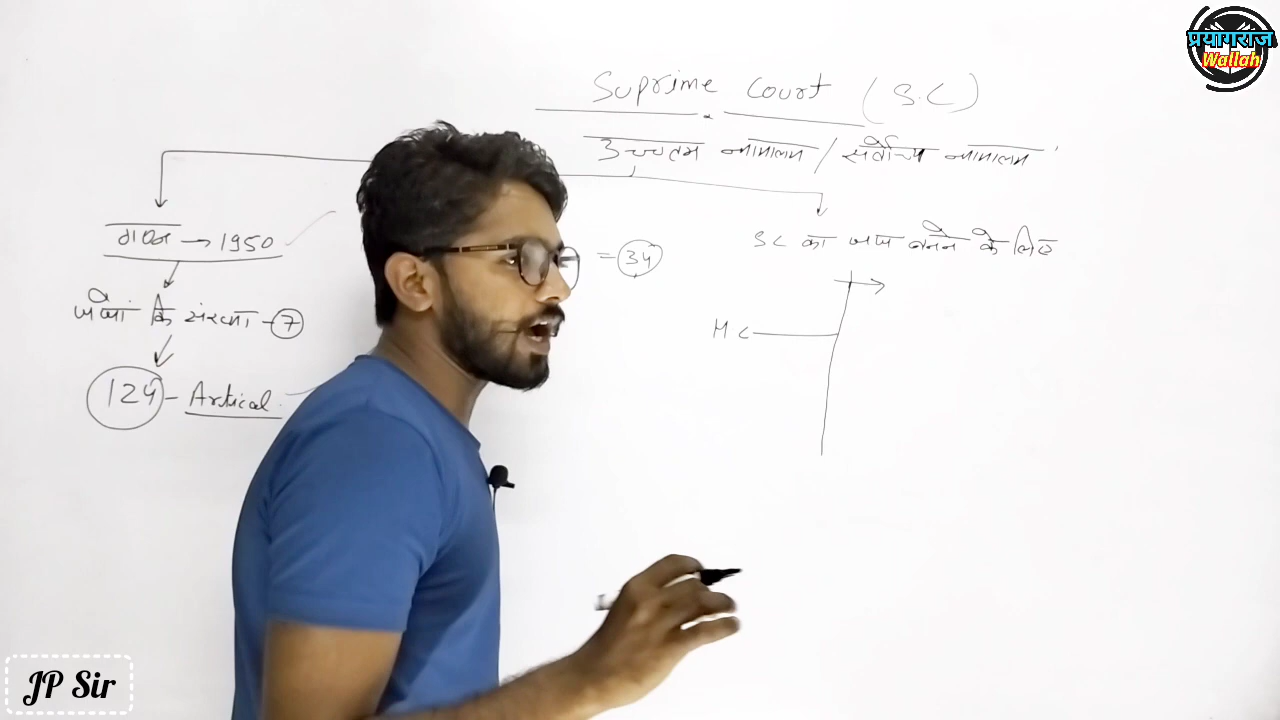 प्रयागराज
Wallah
Suprime Court (S.C)
उच्चतम न्यायालय / सर्वोच्च न्यायालय
गठन → 1950
= 34
SC का जज बनने के लिए
जजों कि संख्या - 7
H C
124 - Artical.
JP Sir